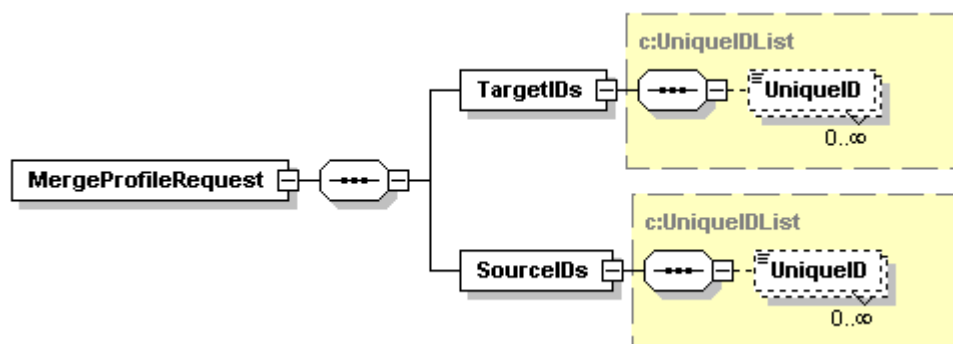 c:UniqueIDList
TargetIDs
UniqueID
0..∞
MergeProfileRequest
c:UniqueIDList
SourceIDs
UniqueID
0..∞